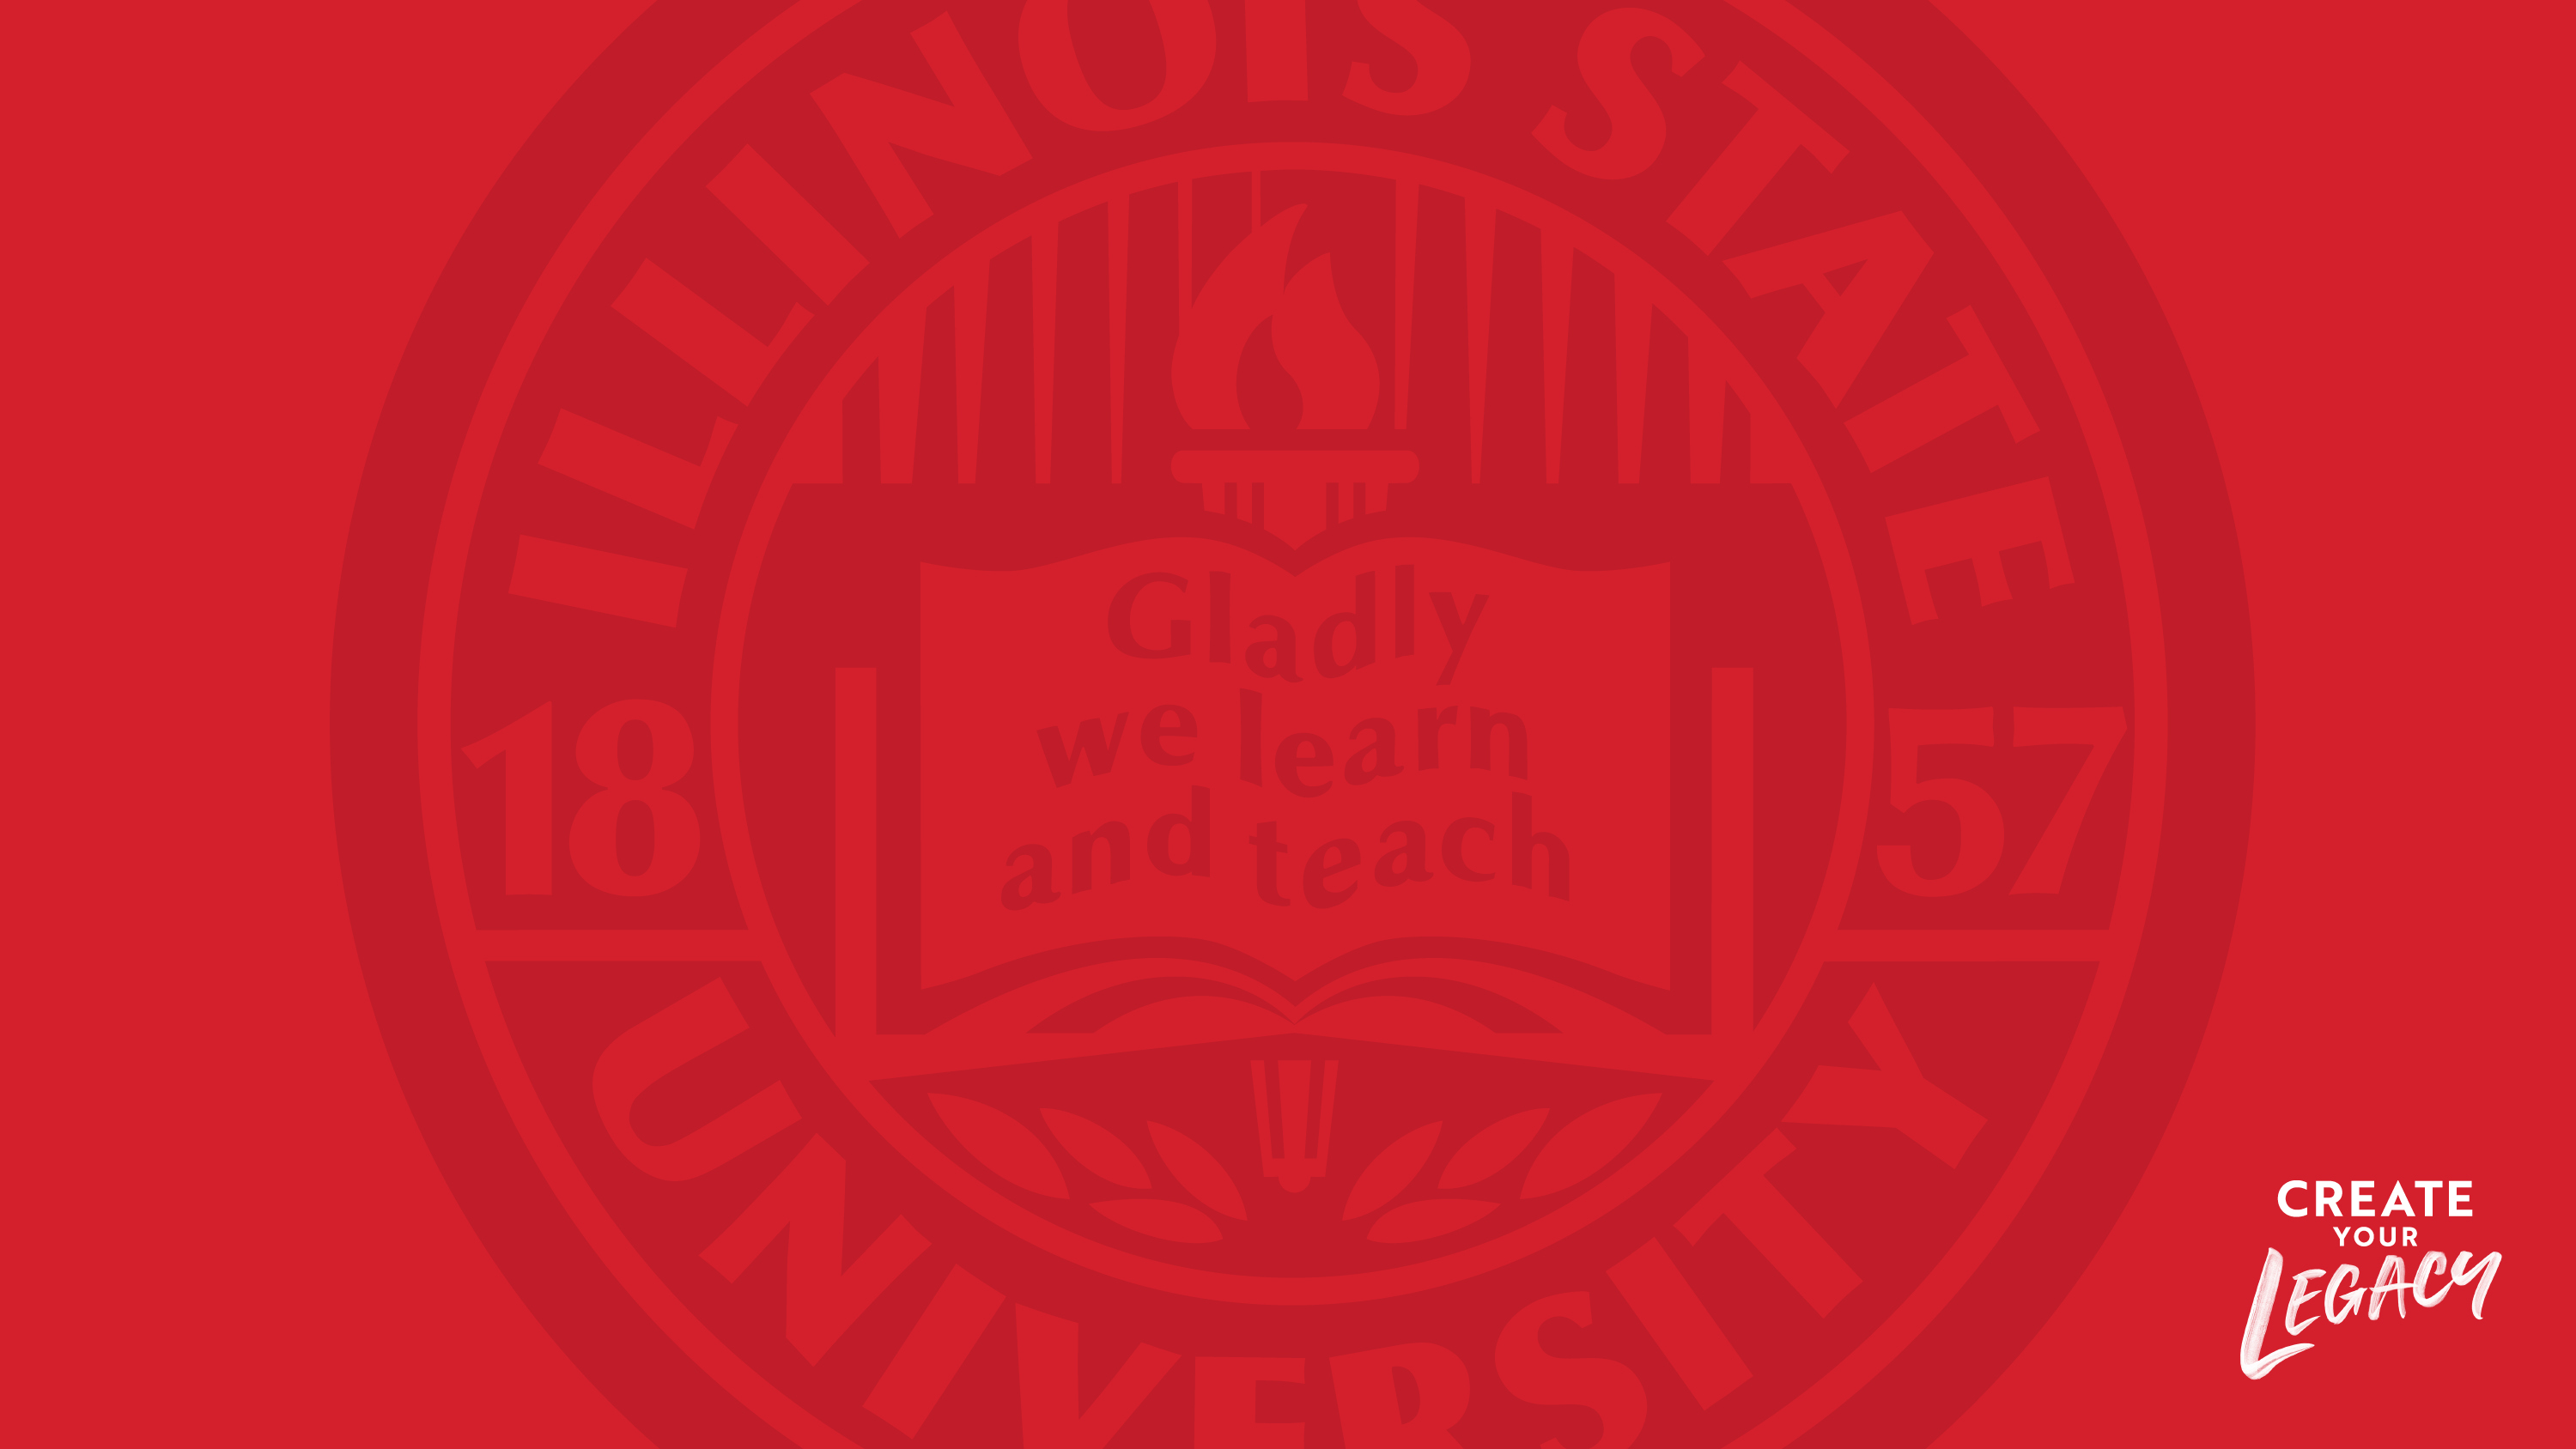 ILLINOIS STATE
Gladly
we learn
and teach
18 57
UNIVERSITY
CREATE
YOUR
LEGACY